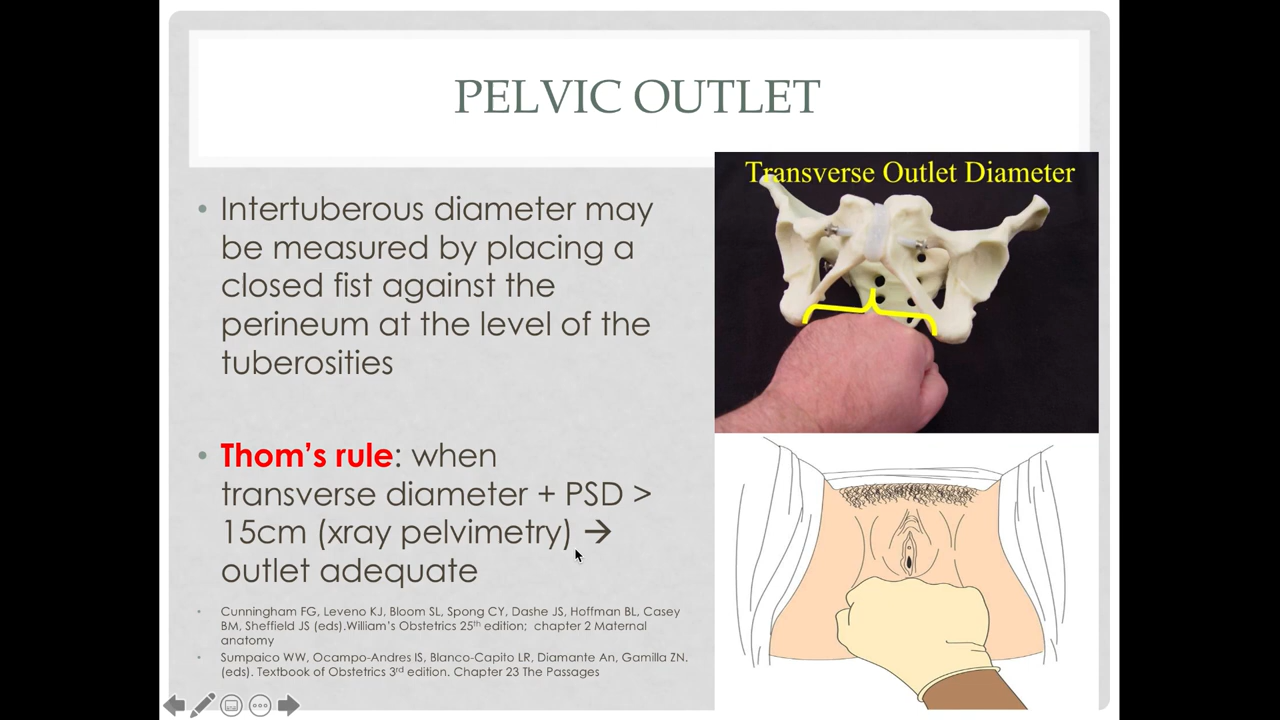 PELVIC OUTLET
Intertuberous diameter may
be measured by placing a
closed fist against the
perineum at the level of the
tuberosities
Thom's rule: when
transverse diameter + PSD >
15cm (xray pelvimetry) →
outlet adequate
Cunningham FG, Leveno KJ, Bloom SL, Spong CY, Dashe JS, Hoffman BL, Casey
BM, Sheffield JS (eds).William's Obstetrics 25th edition; chapter 2 Maternal
anatomy
Sumpaico WW, Ocampo-Andres IS, Blanco-Capito LR, Diamante An, Gamilla ZN.
(eds). Textbook of Obstetrics 3rd edition. Chapter 23 The Passages
Transverse Outlet Diameter